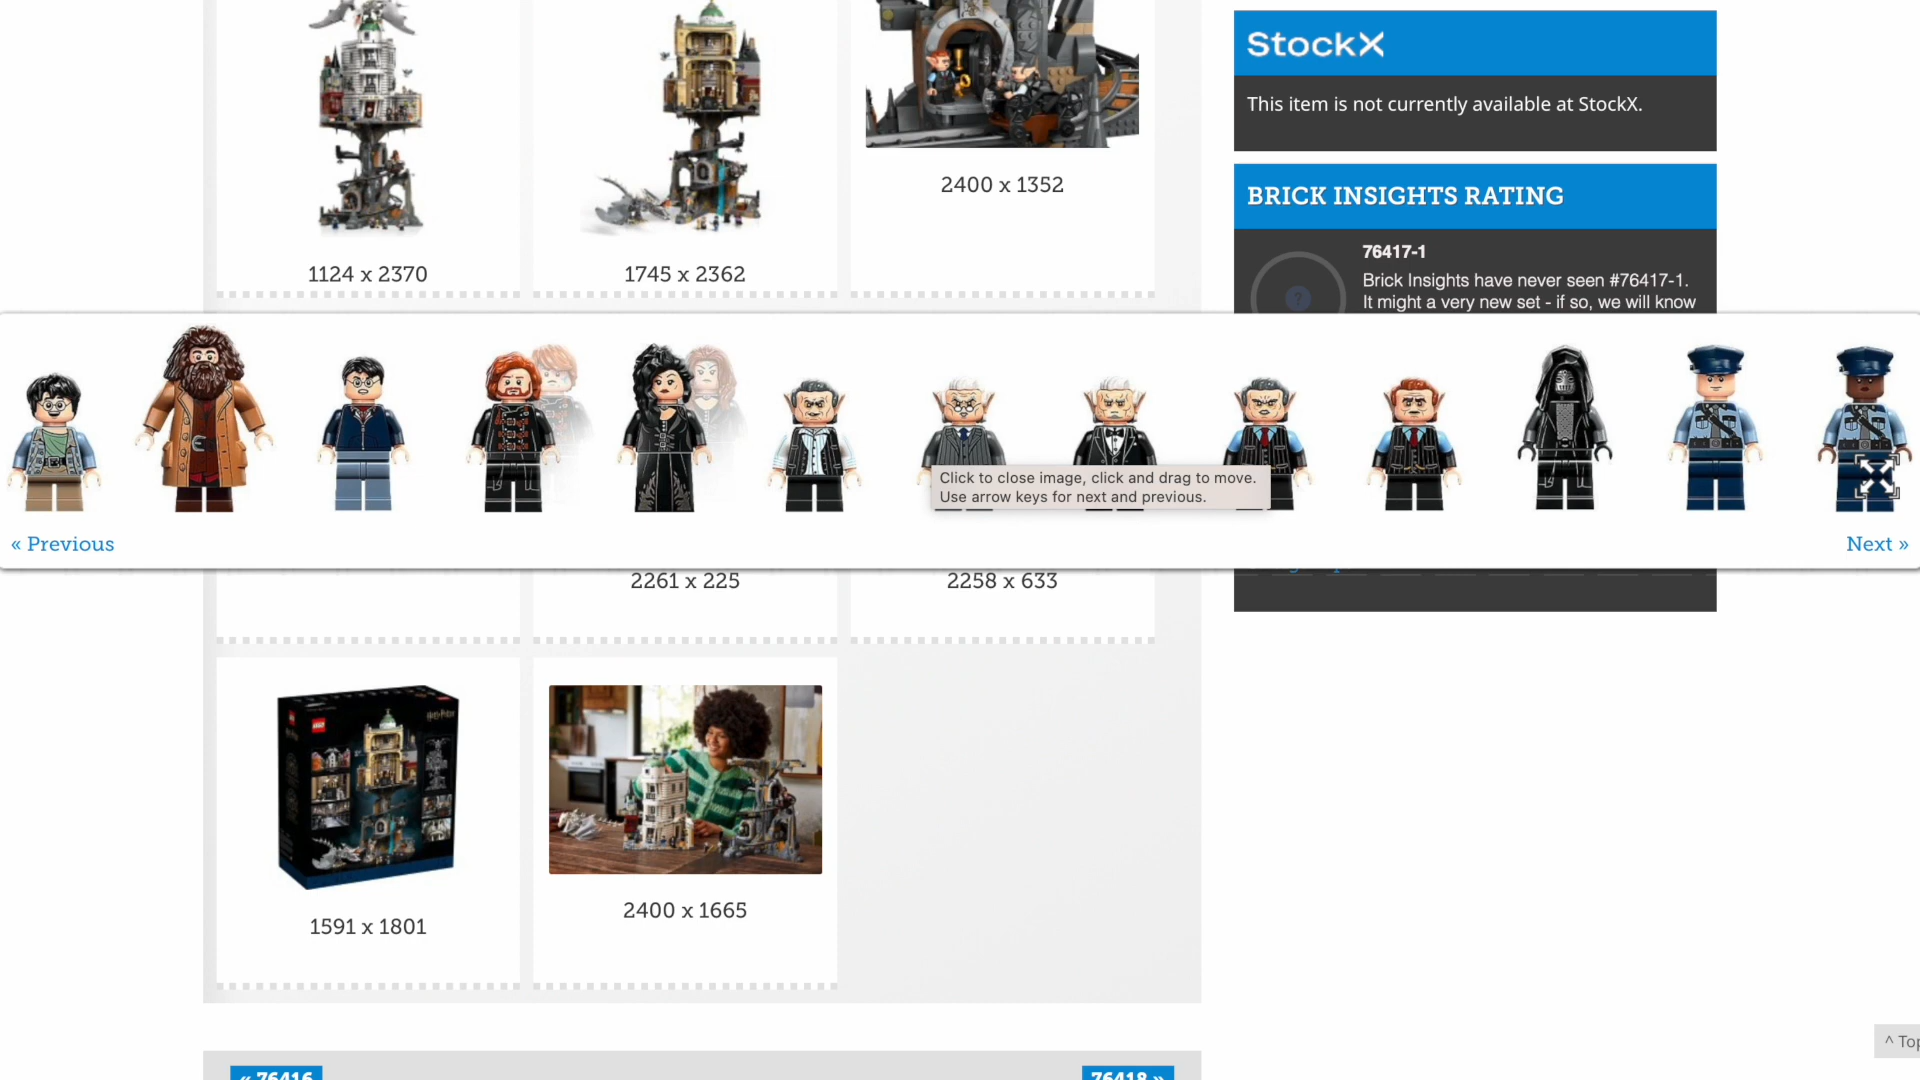 StockX
This item is not currently available at StockX.
2400 x 1352
BRICK INSIGHTS RATING
76417-1
1124 x 2370
1745 x 2362
Brick Insights have never seen #76417-1.
?
It might a very new set - if so, we will know
Click to close image, click and drag to move.
Use arrow keys for next and previous.
« Previous
Next »
2261 x 225
2258 x 633
LEGO
Harry Potter
1591 x 1801
2400 x 1665
^ Top
« 76416
76418 »